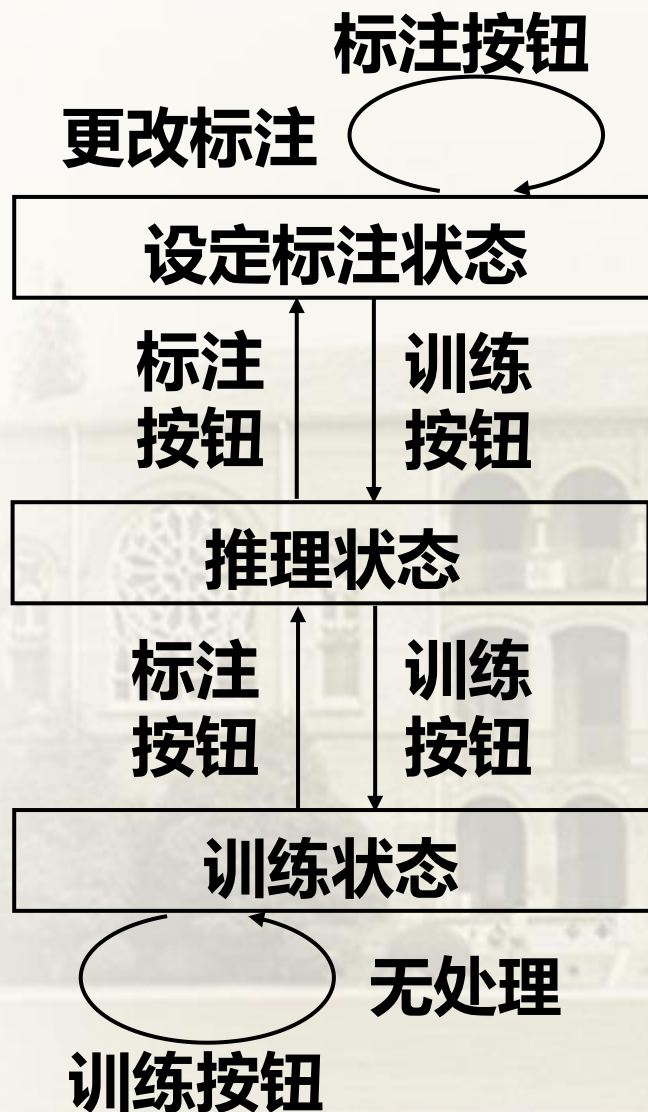 标注按钮
更改标注
设定标注状态
标注 训练
按钮 按钮
推理状态
标注 训练
按钮 按钮
训练状态
无处理
训练按钮